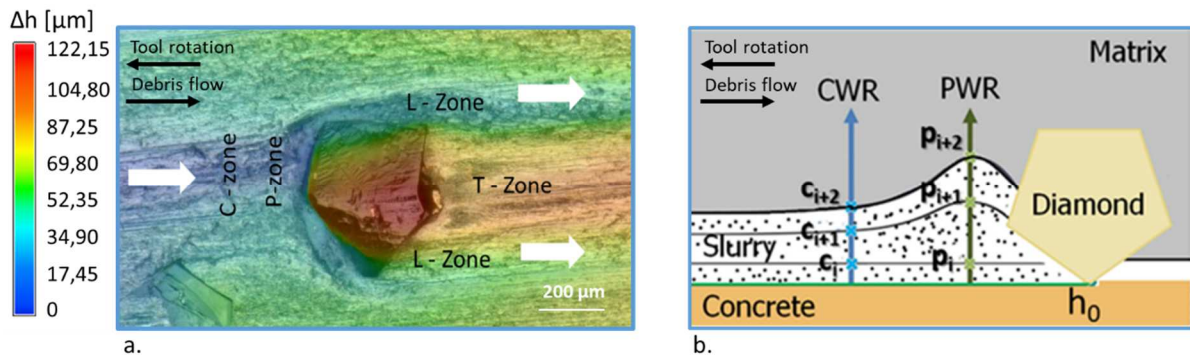 Δh [µm]
122,15
104,80
87,25
69,80
52,35
34,90
17,45
0
Tool rotation
Debris flow
L - Zone
C - zone
P-zone
T - Zone
L - Zone
200 µm
a.
Tool rotation
Debris flow
Matrix
CWR
PWR
pᵢ₊₂
cᵢ₊₂
pᵢ₊₁
cᵢ₊₁
Diamond
Slurry
cᵢ
pᵢ
Concrete
h₀
b.